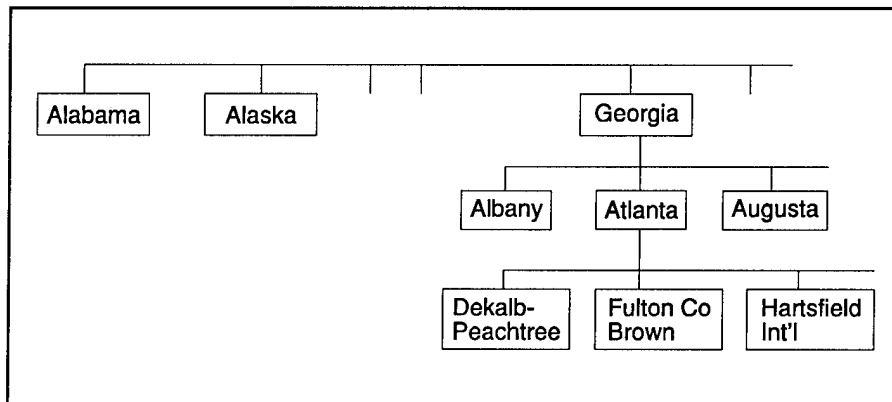 Alabama
Alaska
Georgia
Albany
Atlanta
Augusta
Dekalb-
Peachtree
Fulton Co
Brown
Hartsfield
Int'l